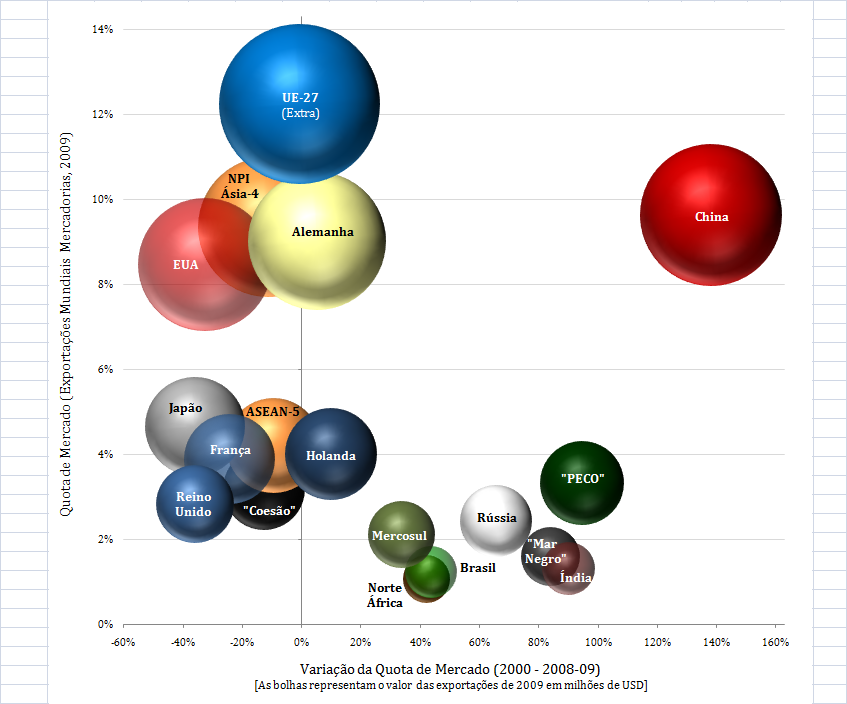 Quota de Mercado (Exportações Mundiais Mercadorias, 2009)
14%
12%
10%
8%
6%
4%
2%
0%
UE-27
(Extra)
NPI
Ásia-4
Alemanha
EUA
China
Japão
ASEAN-5
França
Holanda
Reino
Unido
"Coesão"
"PECO"
Rússia
Mercosul
"Mar
Negro"
Índia
Brasil
Norte
África
-60%
-40%
-20%
0%
20%
40%
60%
80%
100%
120%
140%
160%
Variação da Quota de Mercado (2000 - 2008-09)
[As bolhas representam o valor das exportações de 2009 em milhões de USD]